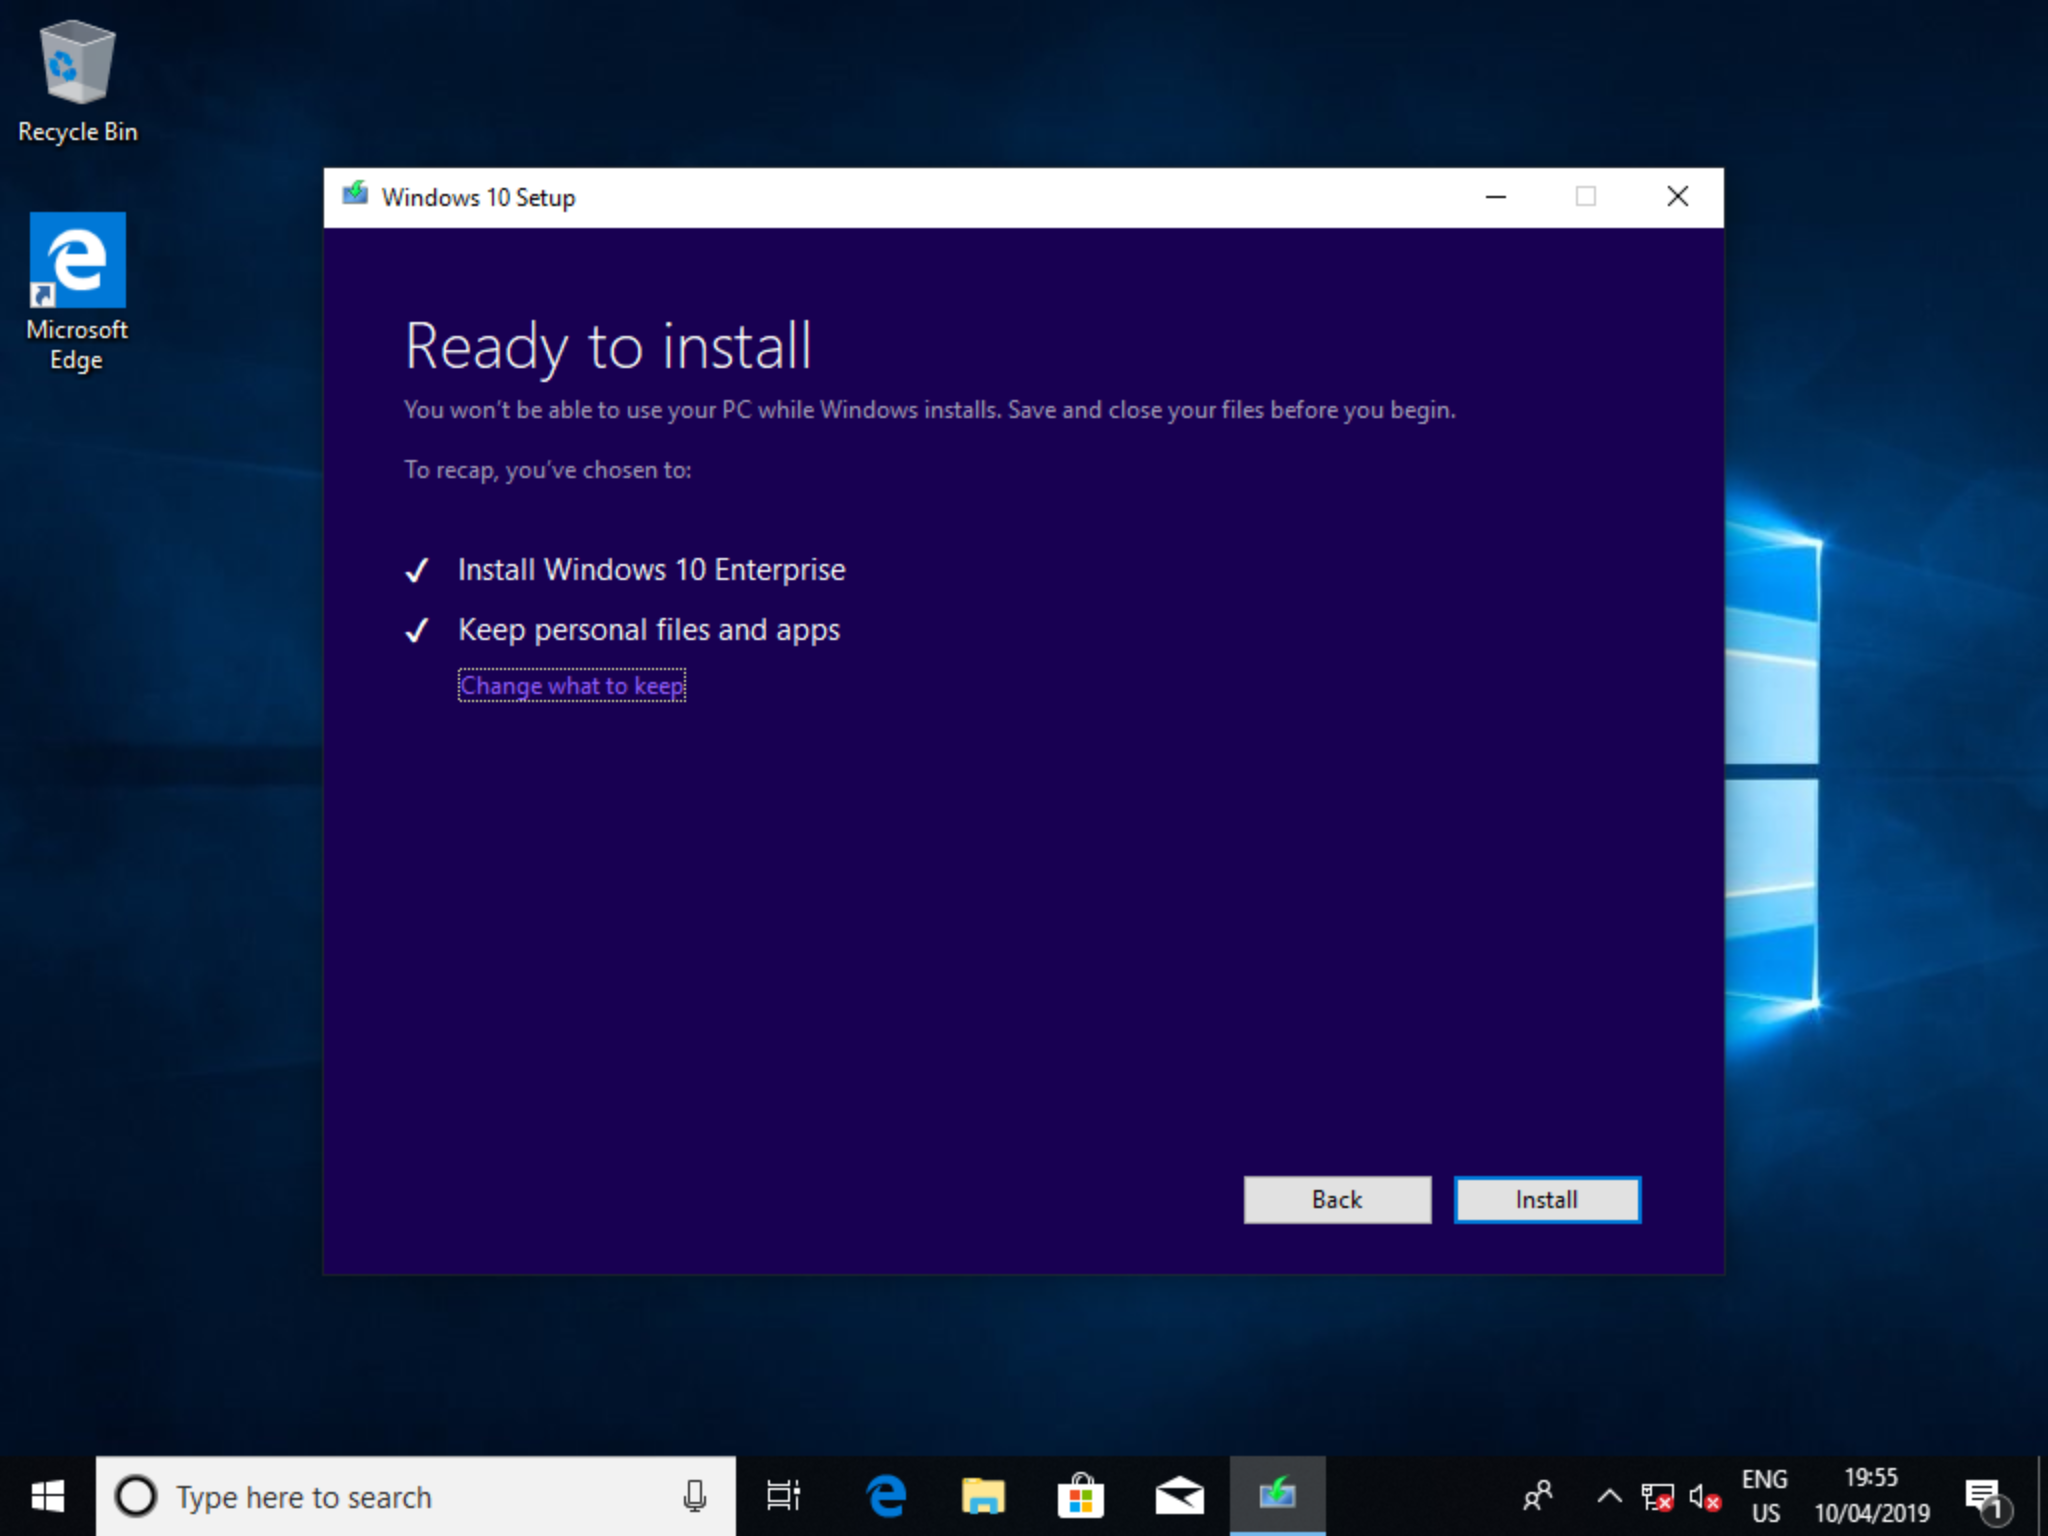 Recycle Bin
Microsoft
Edge
Windows 10 Setup
Ready to install
You won't be able to use your PC while Windows installs. Save and close your files before you begin.
To recap, you've chosen to:
✓ Install Windows 10 Enterprise
✓ Keep personal files and apps
Change what to keep
Back
Install
Type here to search
ENG
US
19:55
10/04/2019
1